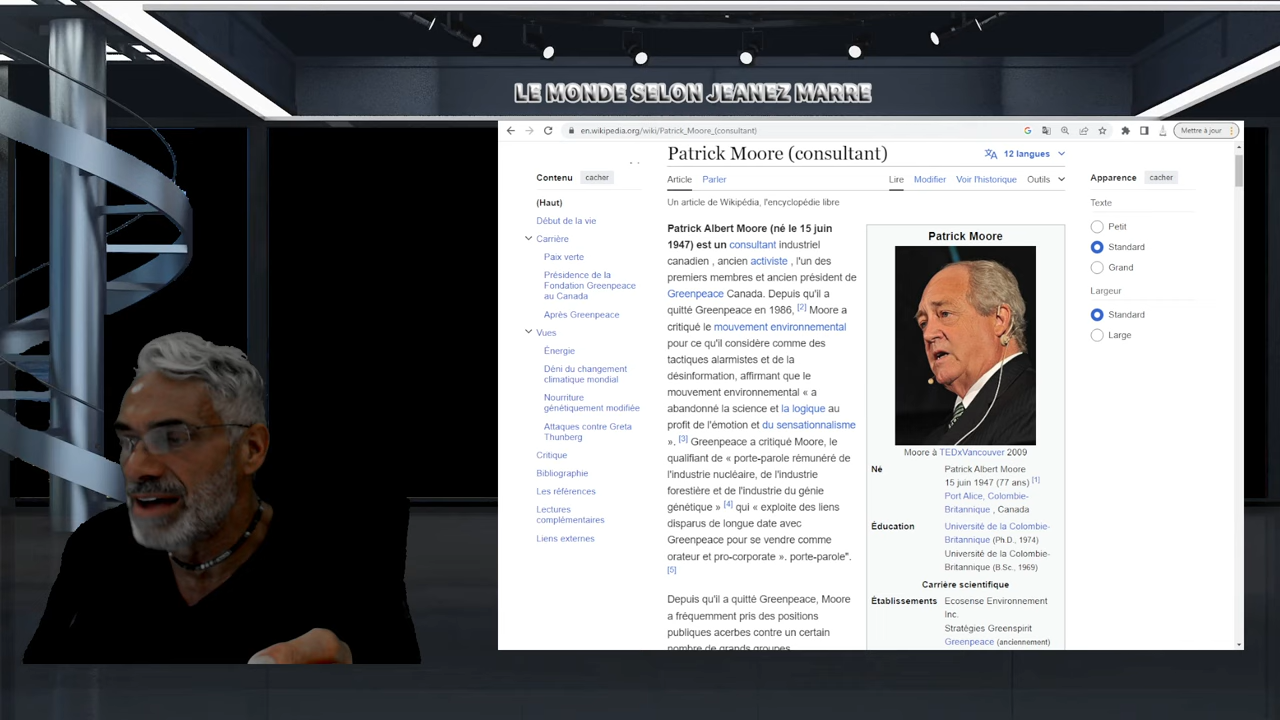 LE MONDE SELON JEANEZ MARRE
en.wikipedia.org/wiki/Patrick_Moore_(consultant)
Mettre à jour
Patrick Moore (consultant)
12 langues
Contenu
cacher
(Haut)
Début de la vie
Carrière
Paix verte
Présidence de la
Fondation Greenpeace
au Canada
Après Greenpeace
Vues
Énergie
Déni du changement
climatique mondial
Nourriture
génétiquement modifiée
Attaques contre Greta
Thunberg
Critique
Bibliographie
Les références
Lectures
complémentaires
Liens externes
Article
Parler
Lire
Modifier
Voir l'historique
Outils
Un article de Wikipédia, l'encyclopédie libre
Patrick Albert Moore (né le 15 juin
1947) est un consultant industriel
canadien , ancien activiste , l'un des
premiers membres et ancien président de
Greenpeace Canada. Depuis qu'il a
quitté Greenpeace en 1986, [2] Moore a
critiqué le mouvement environnemental
pour ce qu'il considère comme des
tactiques alarmistes et de la
désinformation, affirmant que le
mouvement environnemental « a
abandonné la science et la logique au
profit de l'émotion et du sensationnalisme
». [3] Greenpeace a critiqué Moore, le
qualifiant de « porte-parole rémunéré de
l'industrie nucléaire, de l'industrie
forestière et de l'industrie du génie
génétique » [4] qui « exploite des liens
disparus de longue date avec
Greenpeace pour se vendre comme
orateur et pro-corporate ». porte-parole".
[5]
Depuis qu'il a quitté Greenpeace, Moore
a fréquemment pris des positions
publiques acerbes contre un certain
nombre de grands groupes
Patrick Moore
Moore à TEDxVancouver 2009
Né
Patrick Albert Moore
15 juin 1947 (77 ans) [1]
Port Alice, Colombie-
Britannique , Canada
Éducation
Université de la Colombie-
Britannique (Ph.D., 1974)
Université de la Colombie-
Britannique (B.Sc., 1969)
Carrière scientifique
Établissements
Ecosense Environnement
Inc.
Stratégies Greenspirit
Greenpeace (anciennement)
Apparence
cacher
Texte
Petit
Standard
Grand
Largeur
Standard
Large